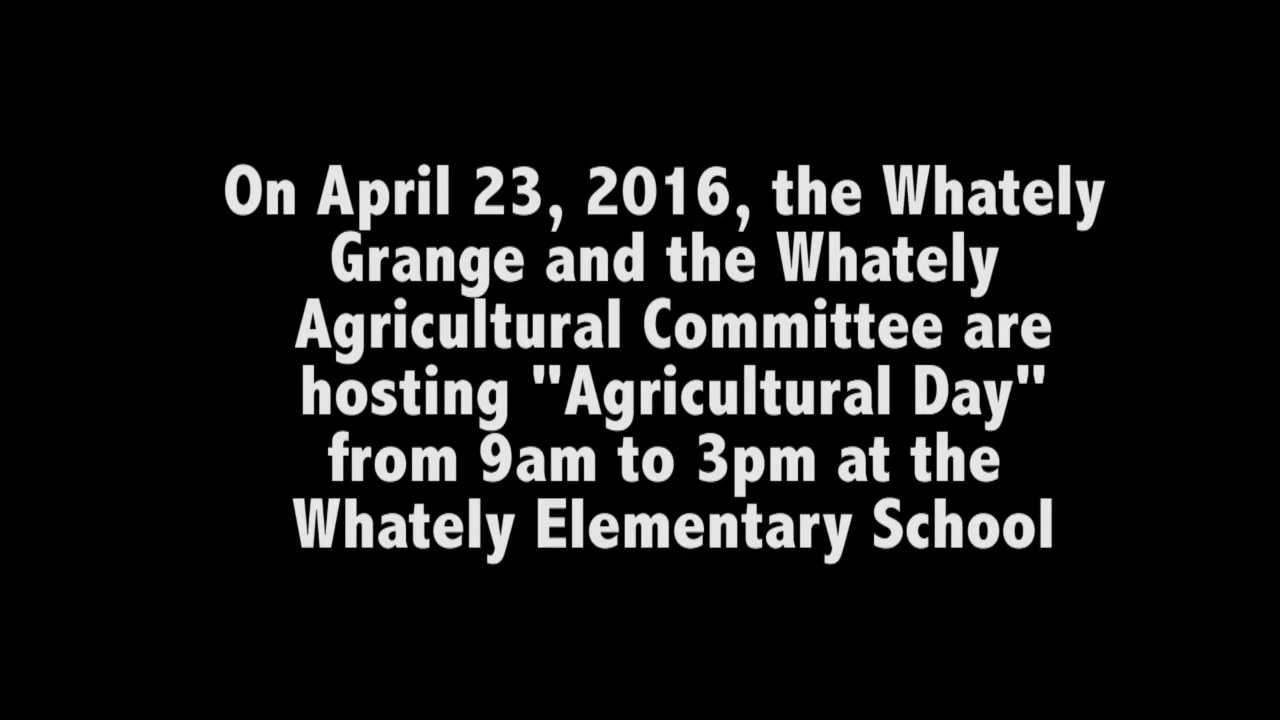 On April 23, 2016, the Whately
Grange and the Whately
Agricultural Committee are
hosting "Agricultural Day"
from 9am to 3pm at the
Whately Elementary School